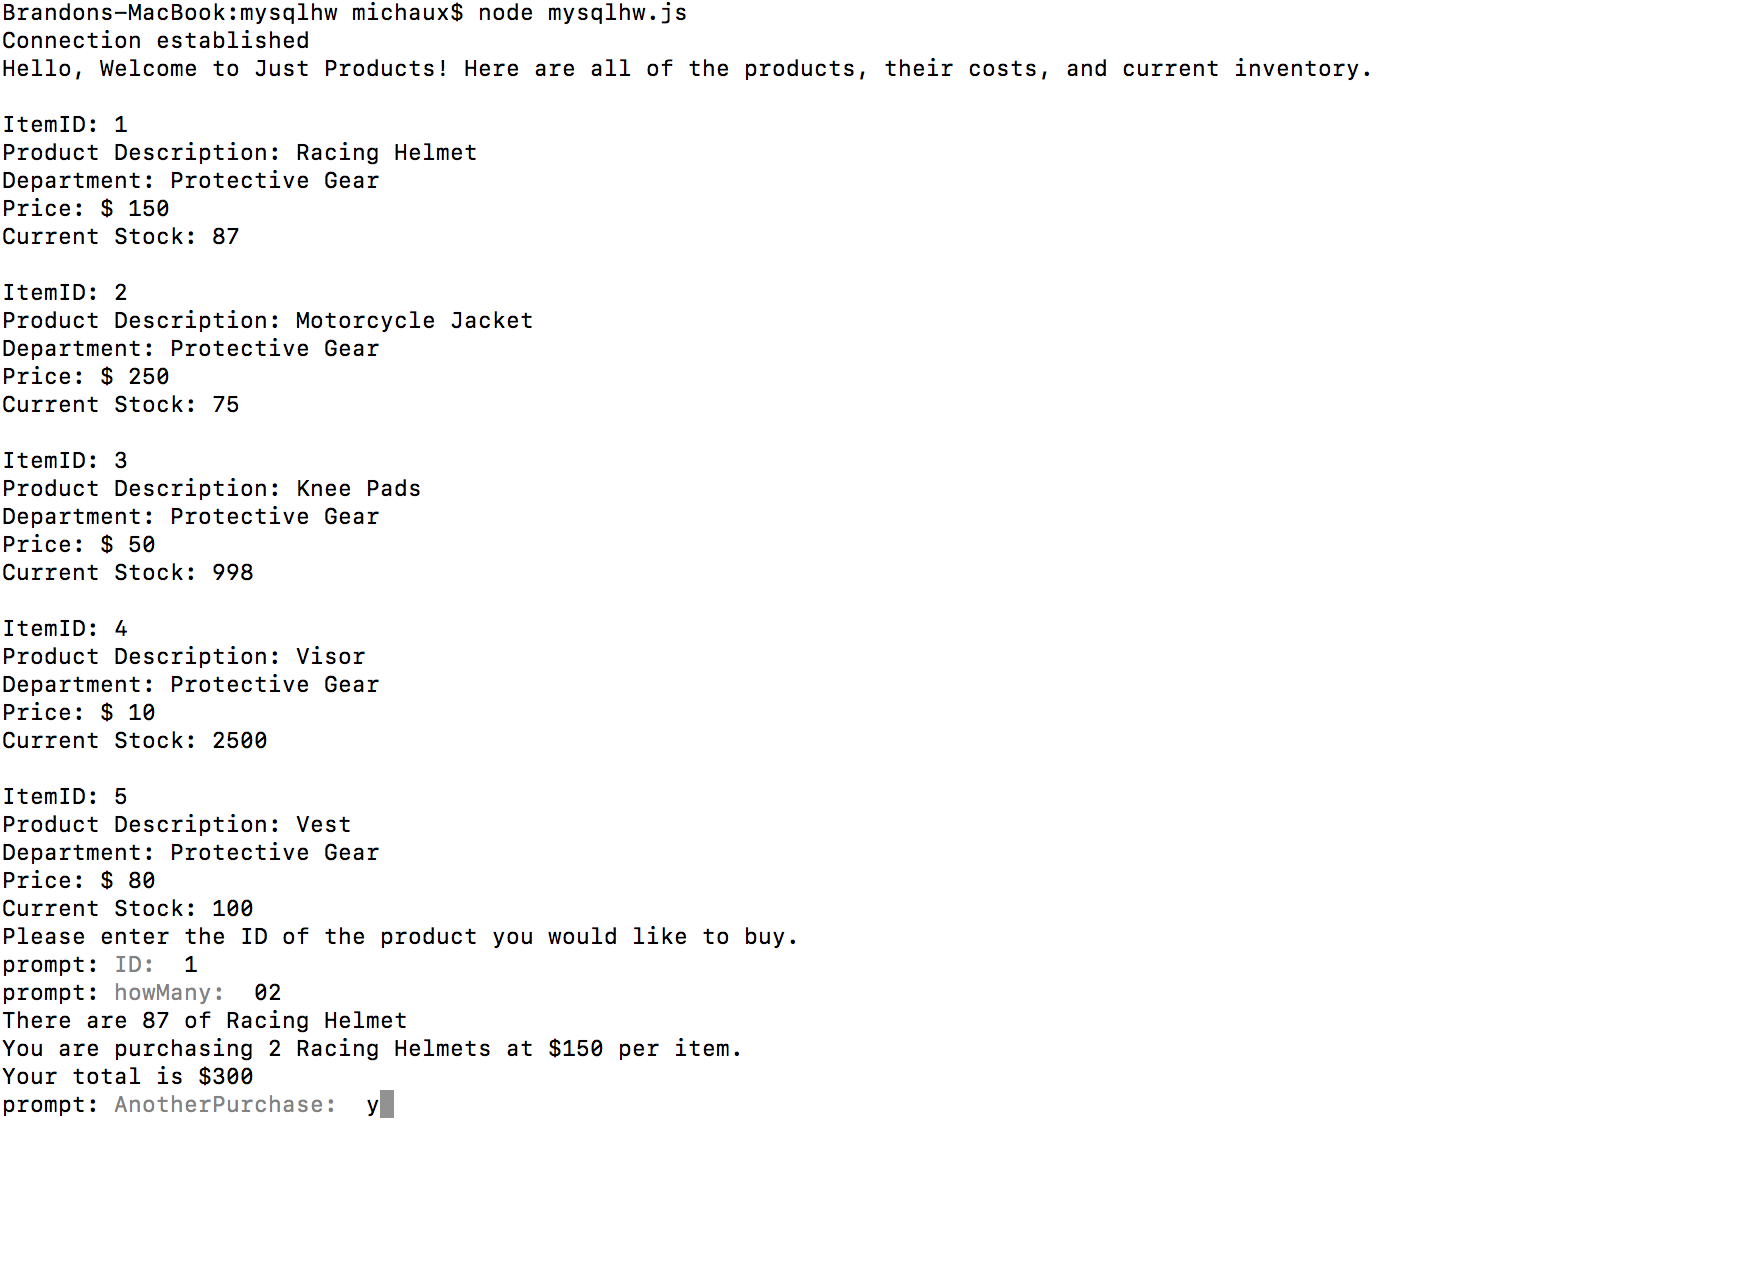 Brandons-MacBook:mysqlhw michaux$ node mysqlhw.js
Connection established
Hello, Welcome to Just Products! Here are all of the products, their costs, and current inventory.
ItemID: 1
Product Description: Racing Helmet
Department: Protective Gear
Price: $ 150
Current Stock: 87
ItemID: 2
Product Description: Motorcycle Jacket
Department: Protective Gear
Price: $ 250
Current Stock: 75
ItemID: 3
Product Description: Knee Pads
Department: Protective Gear
Price: $ 50
Current Stock: 998
ItemID: 4
Product Description: Visor
Department: Protective Gear
Price: $ 10
Current Stock: 2500
ItemID: 5
Product Description: Vest
Department: Protective Gear
Price: $ 80
Current Stock: 100
Please enter the ID of the product you would like to buy.
prompt: ID:  1
prompt: howMany:  02
There are 87 of Racing Helmet
You are purchasing 2 Racing Helmets at $150 per item.
Your total is $300
prompt: AnotherPurchase:  y